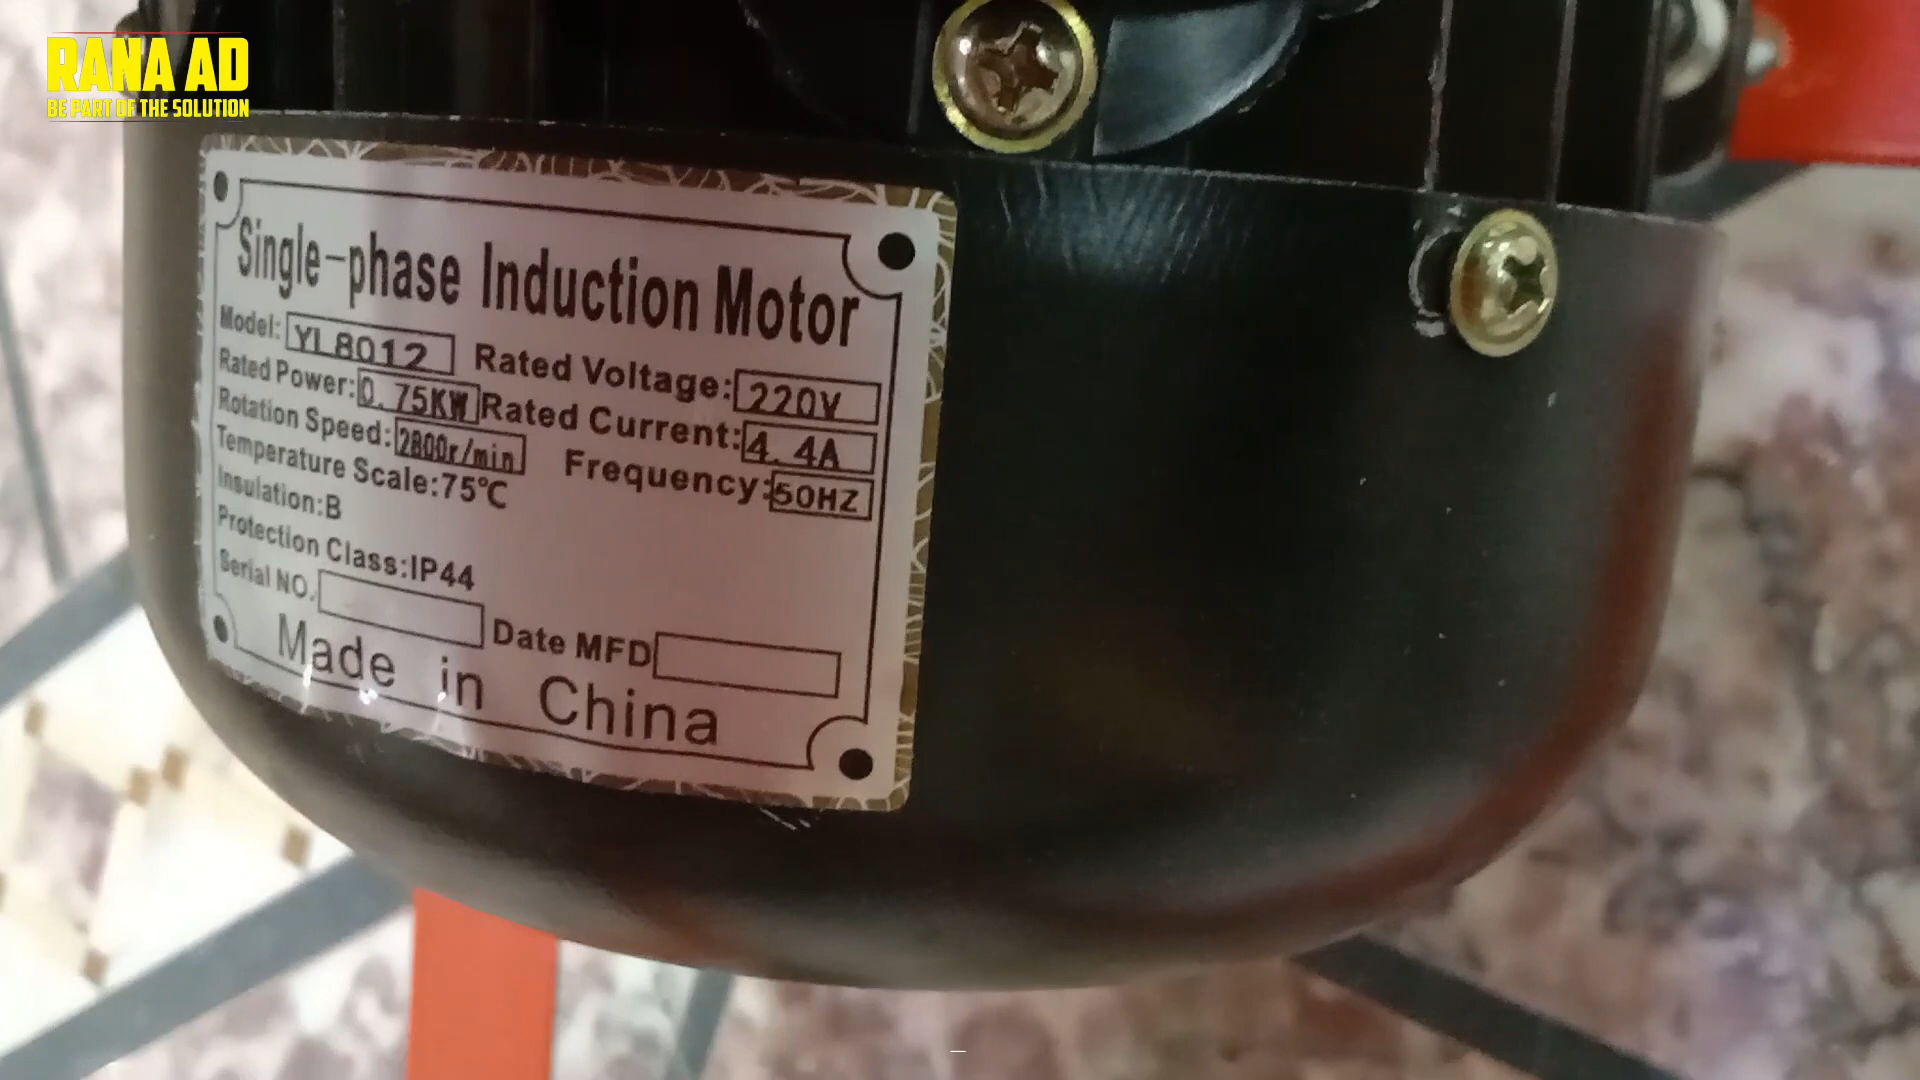 RANA AD
BE PART OF THE SOLUTION
Single-phase Induction Motor
Model: YL8012 Rated Voltage: 220V
Rated Power: 0.75KW Rated Current: 4.4A
Rotation Speed: 2800r/min Frequency: 50HZ
Temperature Scale:75℃
Insulation:B
Protection Class:IP44
Serial NO. Date MFD
Made in China